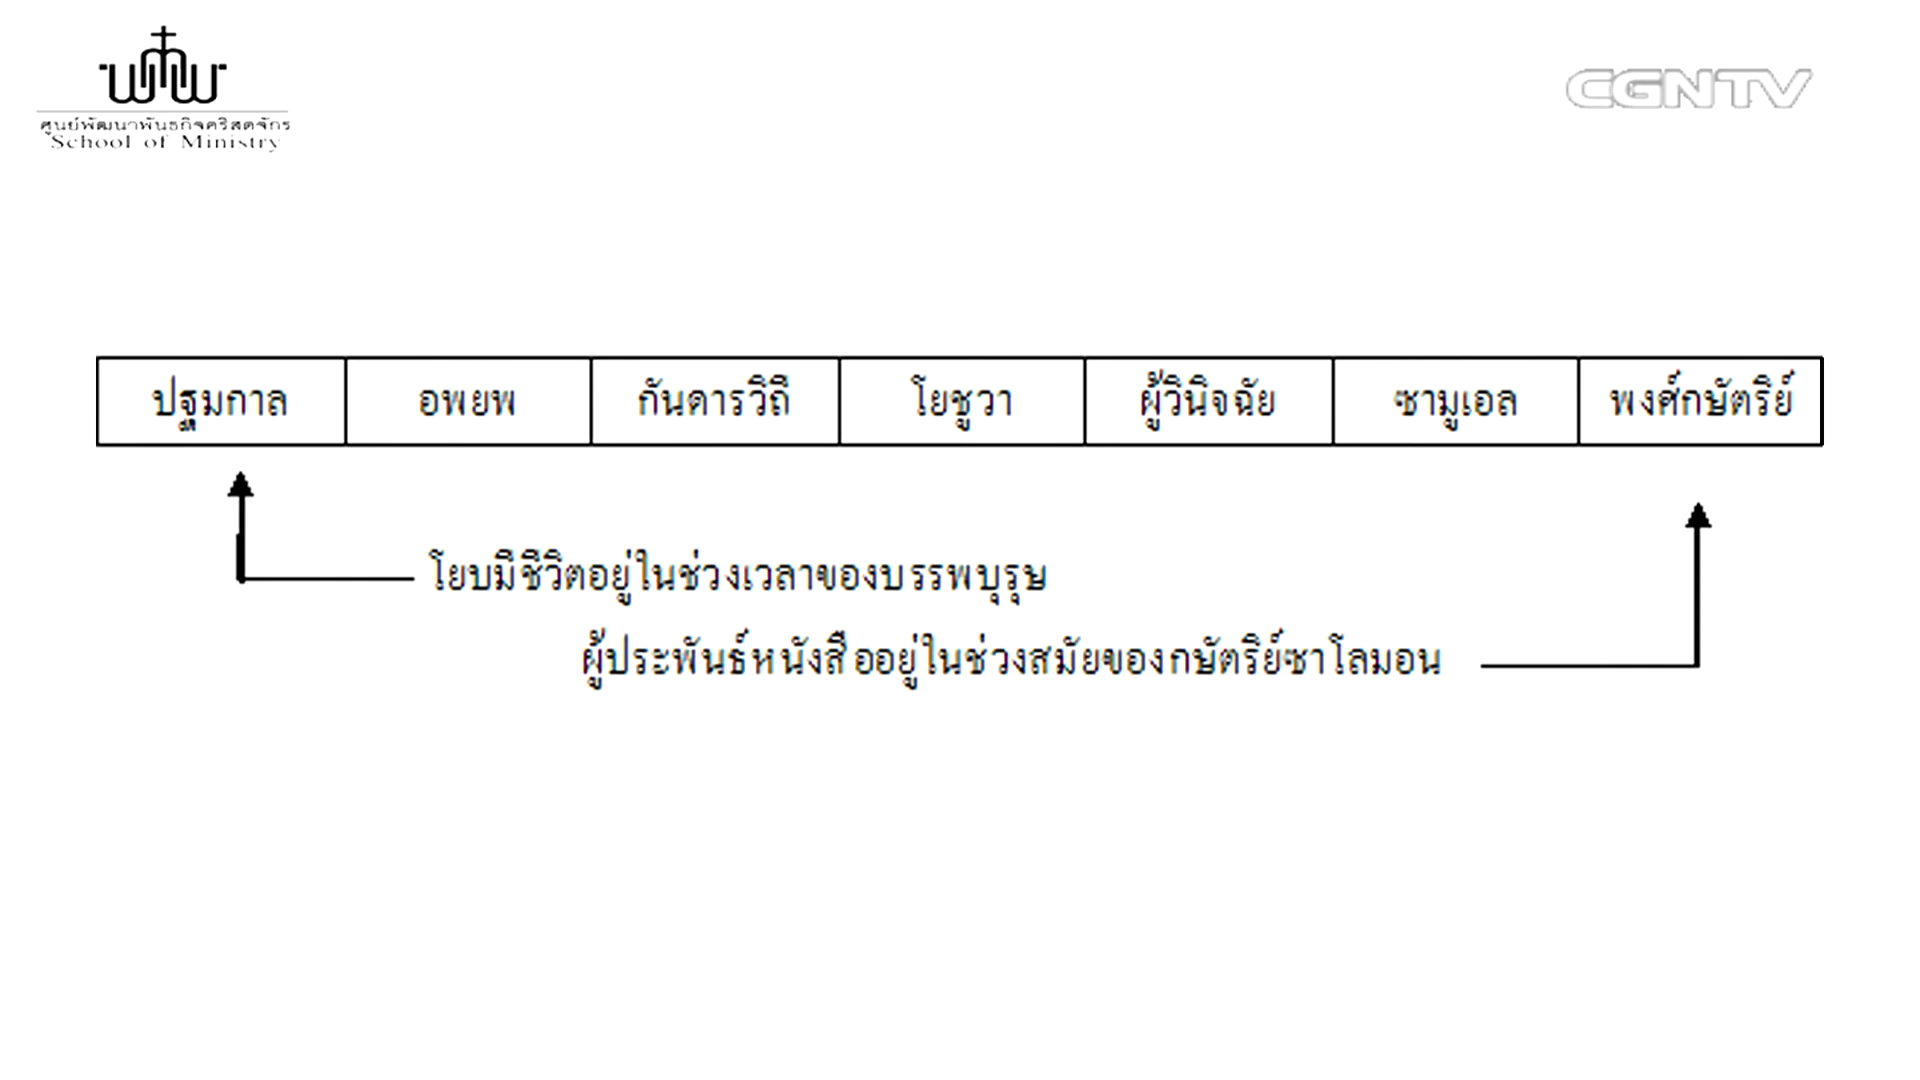 ศูนย์พัฒนาพันธกิจคริสตจักร
School of Ministry
CGNTV
ปฐมกาล อพยพ กันดารวิถี โยชูวา ผู้วินิจฉัย ซามูเอล พงศ์กษัตริย์
โยบมีชีวิตอยู่ในช่วงเวลาของบรรพบุรุษ
ผู้ประพันธ์หนังสืออยู่ในช่วงสมัยของกษัตริย์ซาโลมอน